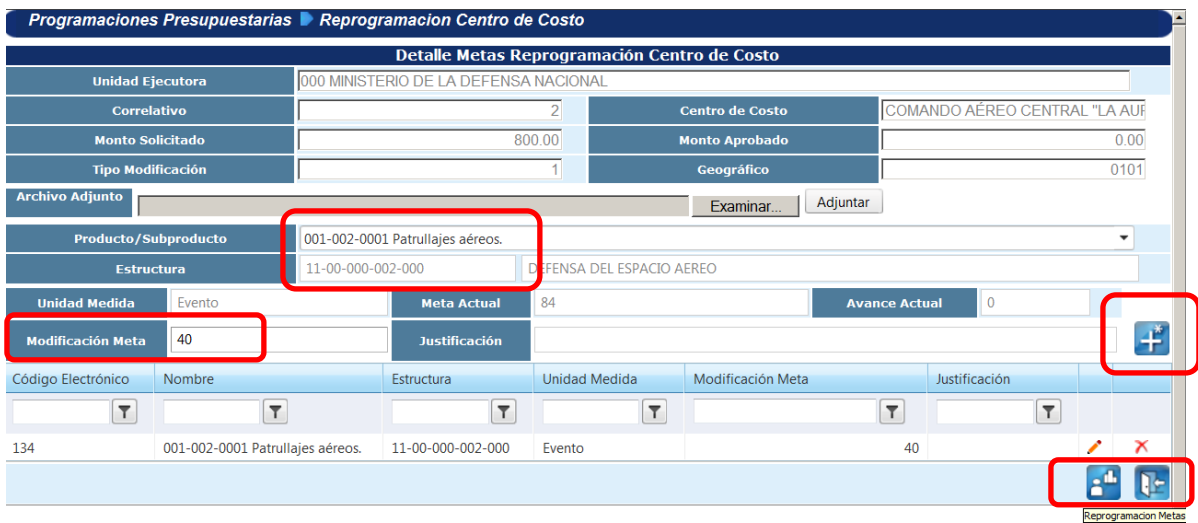 Programaciones Presupuestarias Reprogramacion Centro de Costo
Detalle Metas Reprogramación Centro de Costo
Unidad Ejecutora 000 MINISTERIO DE LA DEFENSA NACIONAL
Correlativo 2 Centro de Costo COMANDO AÉREO CENTRAL "LA AUR
Monto Solicitado 800.00 Monto Aprobado 0.00
Tipo Modificación 1 Geográfico 0101
Archivo Adjunto Examinar... Adjuntar
Producto/Subproducto 001-002-0001 Patrullajes aéreos.
Estructura 11-00-000-002-000 DEFENSA DEL ESPACIO AEREO
Unidad Medida Evento Meta Actual 84 Avance Actual 0
Modificación Meta 40 Justificación
Código Electrónico Nombre Estructura Unidad Medida Modificación Meta Justificación
134 001-002-0001 Patrullajes aéreos. 11-00-000-002-000 Evento 40
Reprogramacion Metas